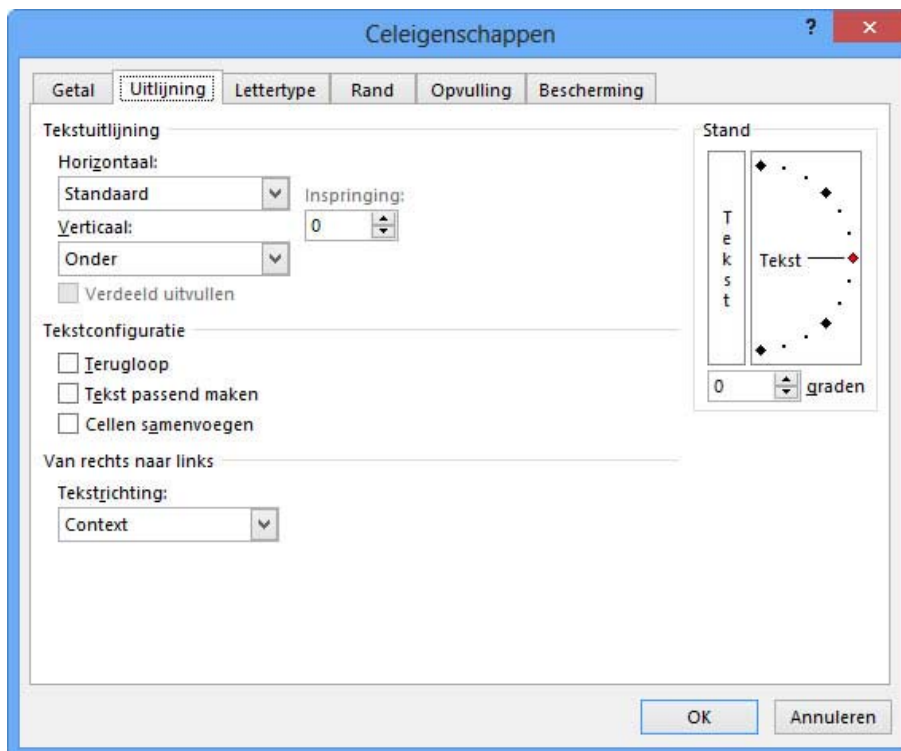 Celeigenschappen
?
Getal Uitlijning Lettertype Rand Opvulling Bescherming
Tekstuitlijning
Horizontaal:
Standaard
Inspringing:
0
Verticaal:
Onder
Verdeeld uitvullen
Tekstconfiguratie
Terugloop
Tekst passend maken
Cellen samenvoegen
Van rechts naar links
Tekstrichting:
Context
Stand
Tekst
Tekst
0 graden
OK Annuleren